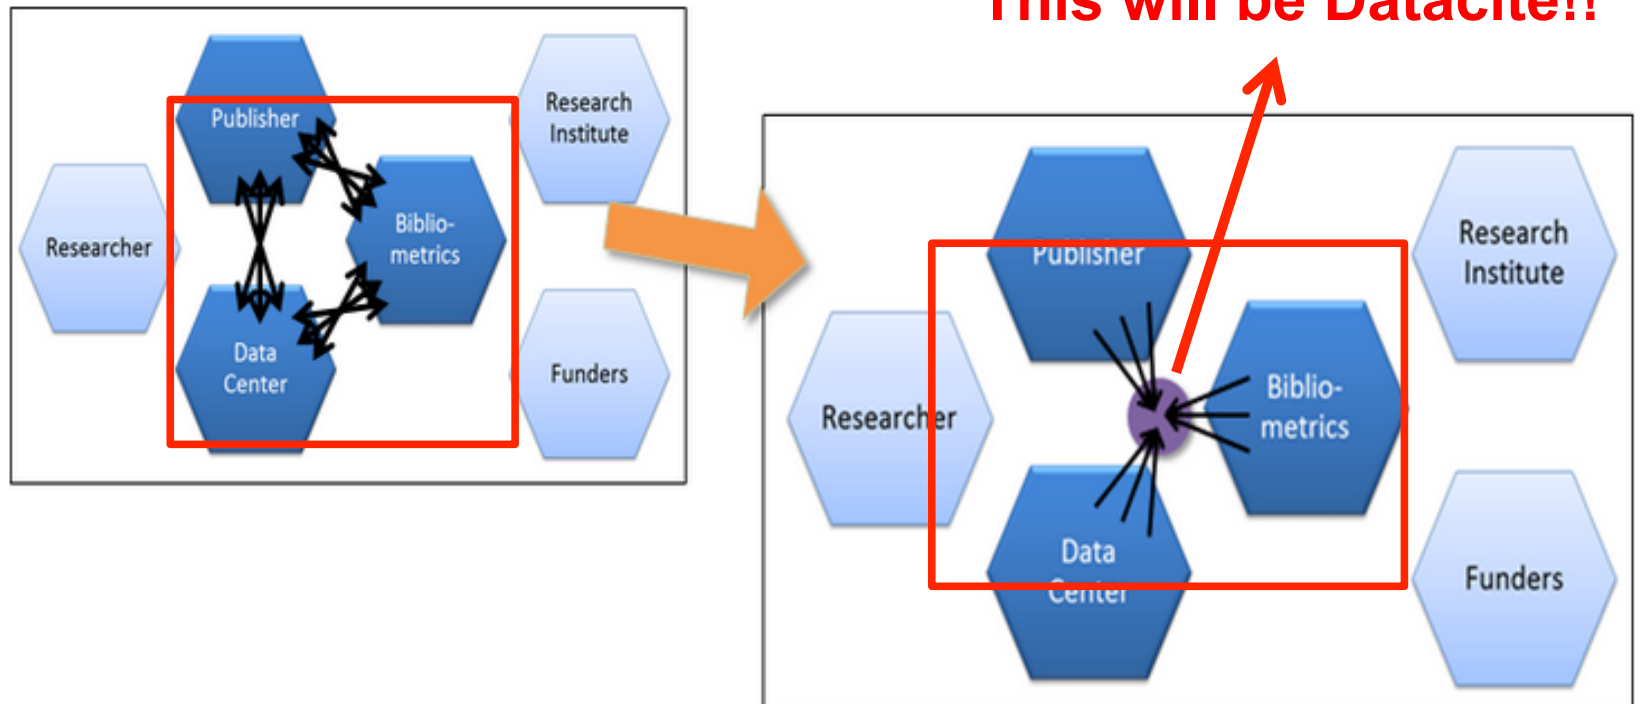 This will be Datacite!!
Publisher
Research
Institute
Researcher
Biblio-
metrics
Data
Center
Funders
Publisher
Research
Institute
Researcher
Biblio-
metrics
Data
Center
Funders